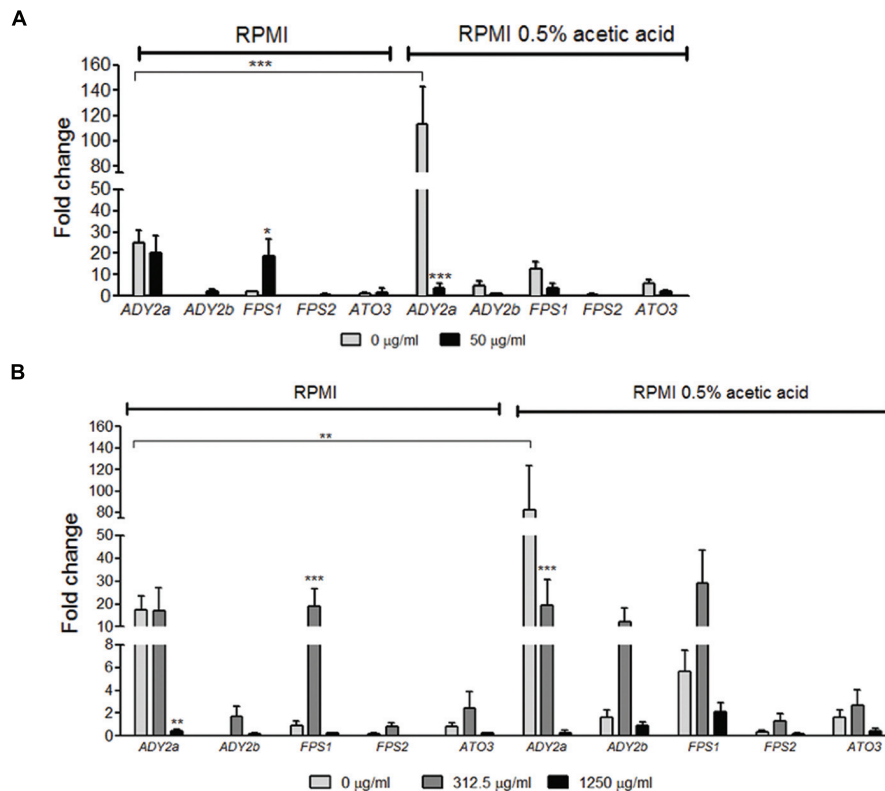 A
RPMI
RPMI 0.5% acetic acid
Fold change
160
140
120
100
80
60
50
40
30
20
10
0
***
*
***
ADY2a ADY2b FPS1 FPS2 ATO3 ADY2a ADY2b FPS1 FPS2 ATO3
0 µg/ml 50 µg/ml
B
RPMI
RPMI 0.5% acetic acid
Fold change
160
140
120
100
80
60
50
40
30
20
10
8
6
4
2
0
**
***
***
**
ADY2a ADY2b FPS1 FPS2 ATO3 ADY2a ADY2b FPS1 FPS2 ATO3
0 µg/ml 312.5 µg/ml 1250 µg/ml